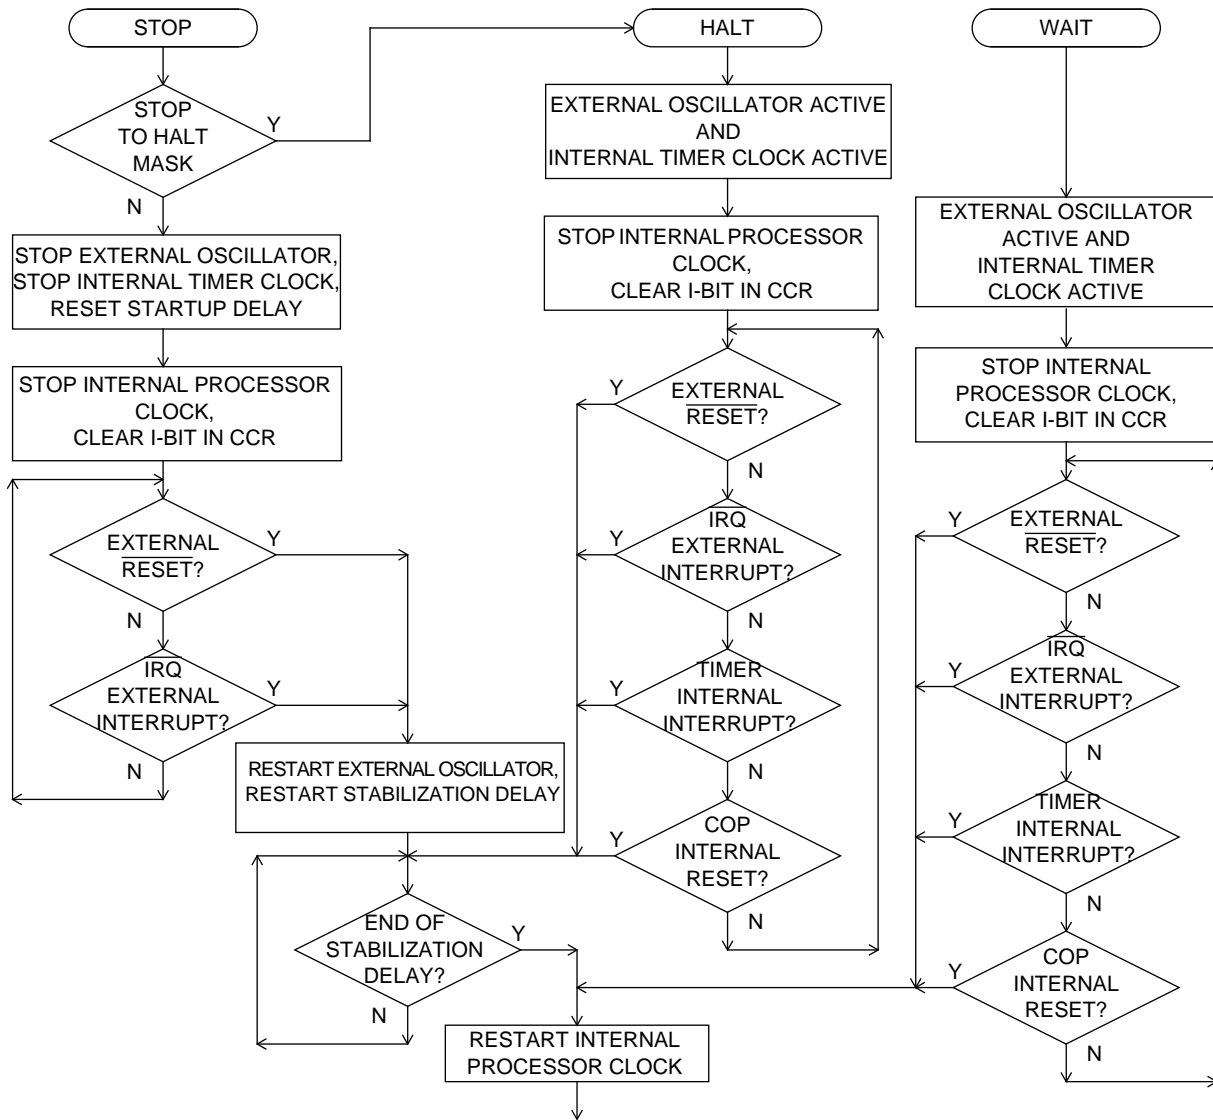 STOP
HALT
WAIT
STOP
TO HALT
MASK
Y
N
STOP EXTERNAL OSCILLATOR,
STOP INTERNAL TIMER CLOCK,
RESET STARTUP DELAY
STOP INTERNAL PROCESSOR
CLOCK,
CLEAR I-BIT IN CCR
EXTERNAL
RESET?
Y
N
IRQ
EXTERNAL
INTERRUPT?
Y
N
RESTART EXTERNAL OSCILLATOR,
RESTART STABILIZATION DELAY
END OF
STABILIZATION
DELAY?
Y
N
RESTART INTERNAL
PROCESSOR CLOCK
EXTERNAL OSCILLATOR ACTIVE
AND
INTERNAL TIMER CLOCK ACTIVE
STOP INTERNAL PROCESSOR
CLOCK,
CLEAR I-BIT IN CCR
Y
EXTERNAL
RESET?
N
Y
IRQ
EXTERNAL
INTERRUPT?
N
Y
TIMER
INTERNAL
INTERRUPT?
N
Y
COP
INTERNAL
RESET?
N
EXTERNAL OSCILLATOR
ACTIVE AND
INTERNAL TIMER
CLOCK ACTIVE
STOP INTERNAL
PROCESSOR CLOCK,
CLEAR I-BIT IN CCR
Y
EXTERNAL
RESET?
N
Y
IRQ
EXTERNAL
INTERRUPT?
N
Y
TIMER
INTERNAL
INTERRUPT?
N
Y
COP
INTERNAL
RESET?
N